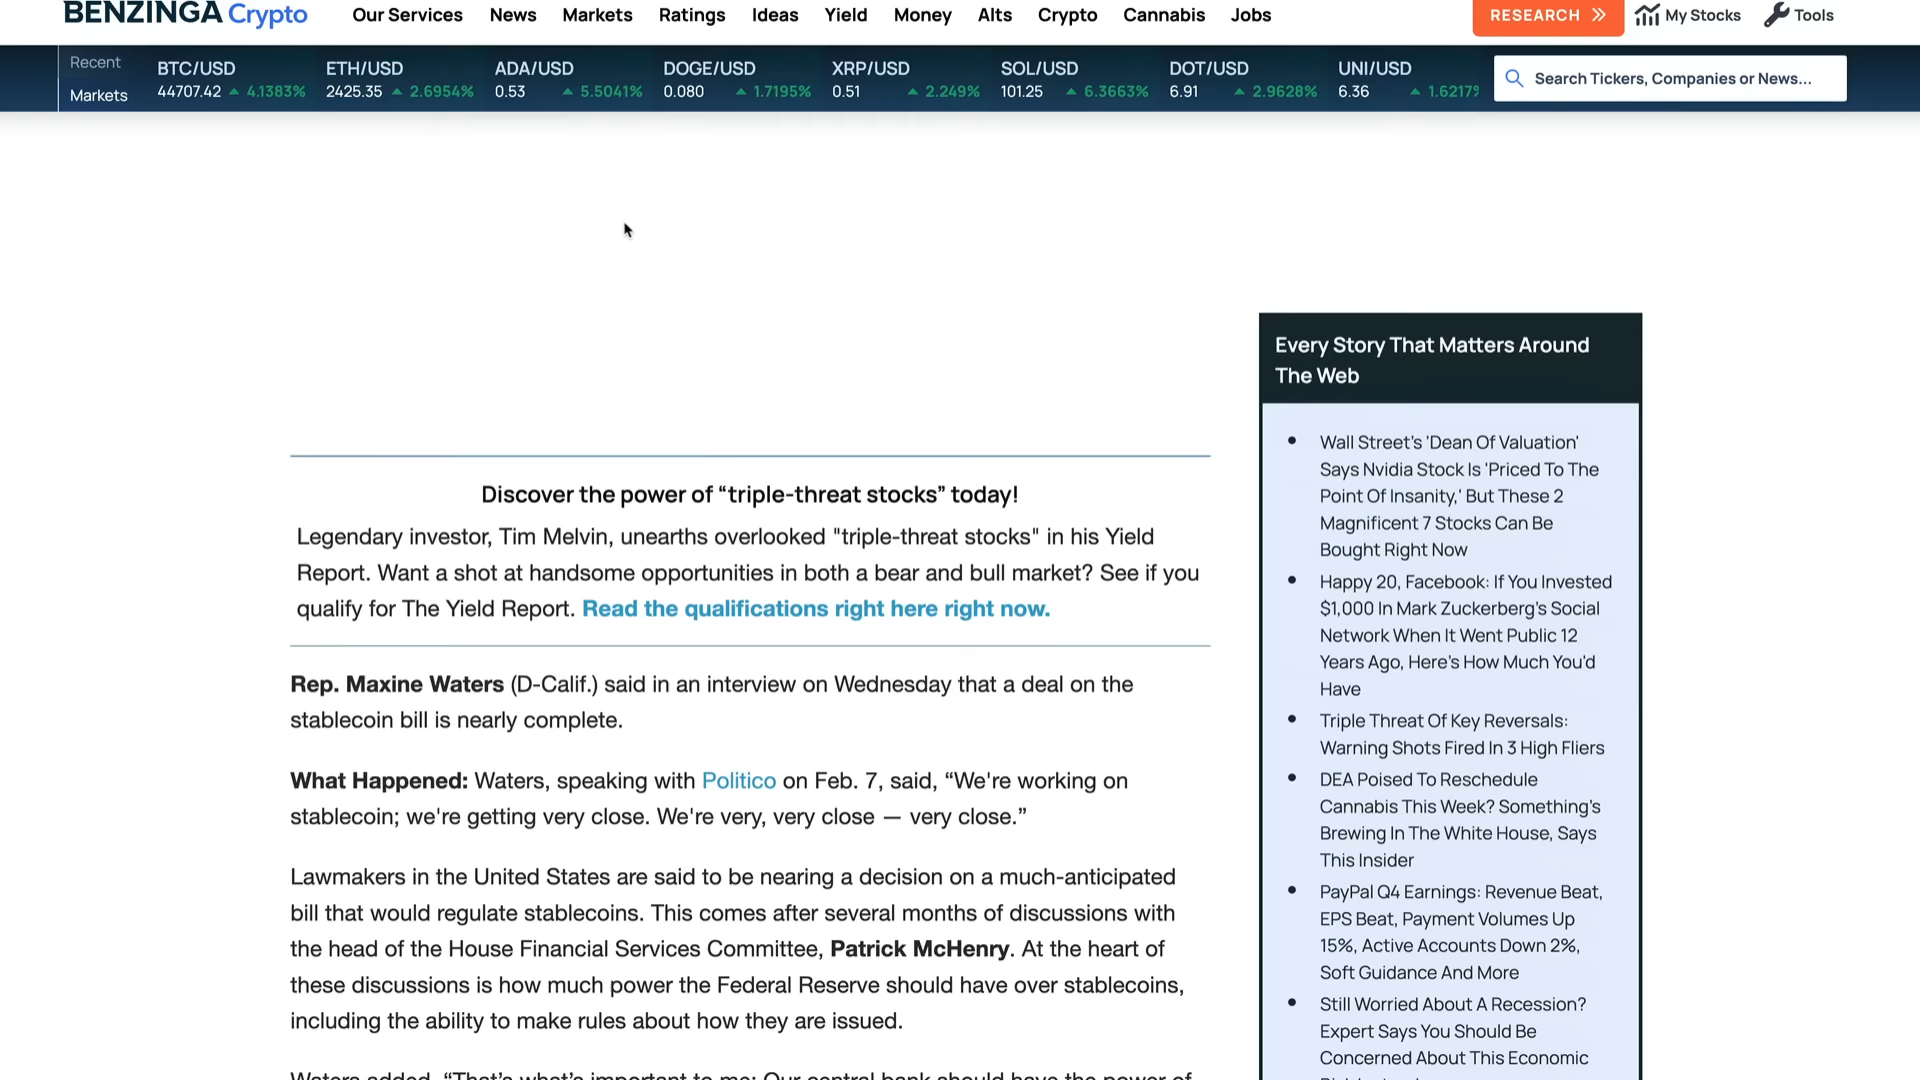 BENZINGA Crypto
Our Services News Markets Ratings Ideas Yield Money Alts Crypto Cannabis Jobs
RESEARCH
My Stocks
Tools
Recent
Markets
BTC/USD
44707.42 ▲ 4.1383%
ETH/USD
2425.35 ▲ 2.6954%
ADA/USD
0.53 ▲ 5.5041%
DOGE/USD
0.080 ▲ 1.7195%
XRP/USD
0.51 ▲ 2.249%
SOL/USD
101.25 ▲ 6.3663%
DOT/USD
6.91 ▲ 2.9628%
UNI/USD
6.36 ▲ 1.6217%
Search Tickers, Companies or News...
Discover the power of “triple-threat stocks” today!
Legendary investor, Tim Melvin, unearths overlooked "triple-threat stocks" in his Yield
Report. Want a shot at handsome opportunities in both a bear and bull market? See if you
qualify for The Yield Report. Read the qualifications right here right now.
Rep. Maxine Waters (D-Calif.) said in an interview on Wednesday that a deal on the
stablecoin bill is nearly complete.
What Happened: Waters, speaking with Politico on Feb. 7, said, “We're working on
stablecoin; we're getting very close. We're very, very close — very close.”
Lawmakers in the United States are said to be nearing a decision on a much-anticipated
bill that would regulate stablecoins. This comes after several months of discussions with
the head of the House Financial Services Committee, Patrick McHenry. At the heart of
these discussions is how much power the Federal Reserve should have over stablecoins,
including the ability to make rules about how they are issued.
Waters added, “That's what's important to me: Our central bank should have the power of
Every Story That Matters Around
The Web
• Wall Street's 'Dean Of Valuation'
Says Nvidia Stock Is 'Priced To The
Point Of Insanity,' But These 2
Magnificent 7 Stocks Can Be
Bought Right Now
• Happy 20, Facebook: If You Invested
$1,000 In Mark Zuckerberg's Social
Network When It Went Public 12
Years Ago, Here's How Much You'd
Have
• Triple Threat Of Key Reversals:
Warning Shots Fired In 3 High Fliers
• DEA Poised To Reschedule
Cannabis This Week? Something's
Brewing In The White House, Says
This Insider
• PayPal Q4 Earnings: Revenue Beat,
EPS Beat, Payment Volumes Up
15%, Active Accounts Down 2%,
Soft Guidance And More
• Still Worried About A Recession?
Expert Says You Should Be
Concerned About This Economic